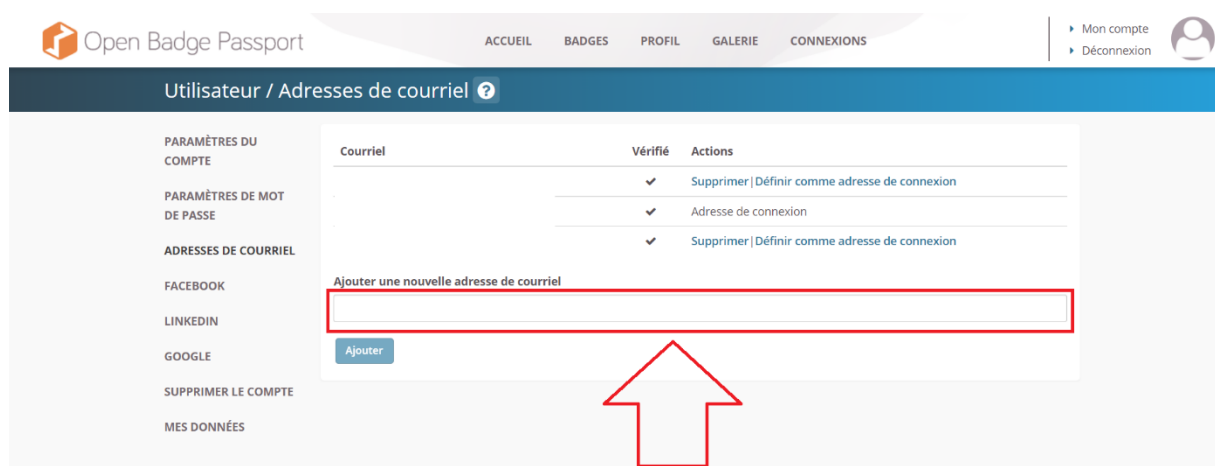 Open Badge Passport
ACCUEIL BADGES PROFIL GALERIE CONNEXIONS
Mon compte
Déconnexion
Utilisateur / Adresses de courriel ?
PARAMÈTRES DU
COMPTE
PARAMÈTRES DE MOT
DE PASSE
ADRESSES DE COURRIEL
FACEBOOK
LINKEDIN
GOOGLE
SUPPRIMER LE COMPTE
MES DONNÉES
Courriel Vérifié Actions
Supprimer|Définir comme adresse de connexion
Adresse de connexion
Supprimer|Définir comme adresse de connexion
Ajouter une nouvelle adresse de courriel
Ajouter